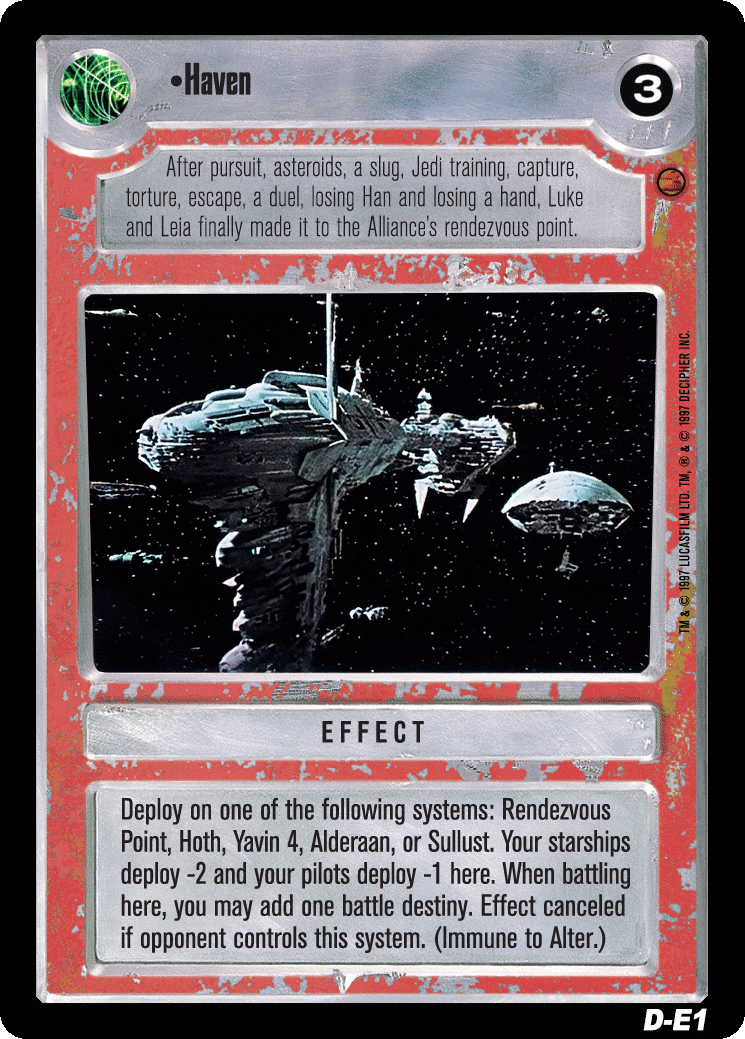 •Haven
3
After pursuit, asteroids, a slug, Jedi training, capture,
torture, escape, a duel, losing Han and losing a hand, Luke
and Leia finally made it to the Alliance's rendezvous point.
TM & © 1997 LUCASFILM LTD. TM, ® & © 1997 DECIPHER INC.
EFFECT
Deploy on one of the following systems: Rendezvous
Point, Hoth, Yavin 4, Alderaan, or Sullust. Your starships
deploy -2 and your pilots deploy -1 here. When battling
here, you may add one battle destiny. Effect canceled
if opponent controls this system. (Immune to Alter.)
D-E1